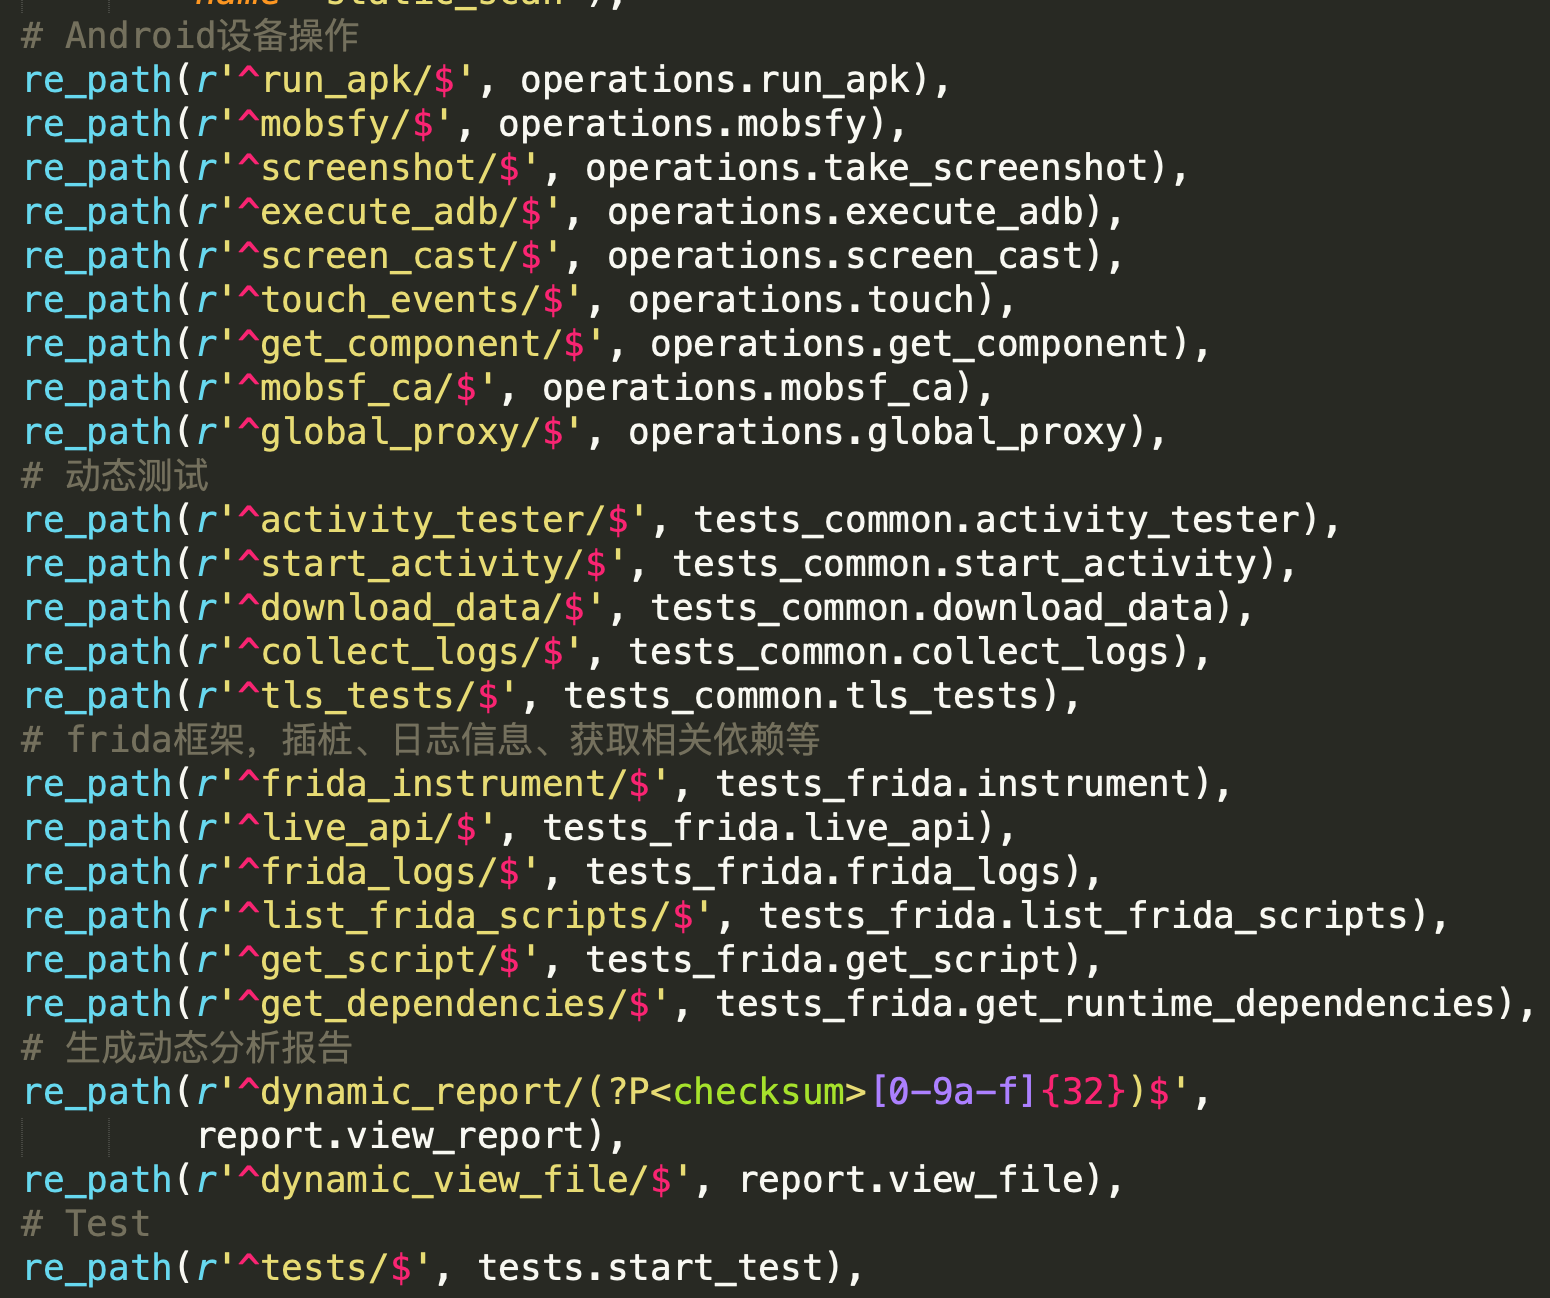 name='static_scan'),
# Android设备操作
re_path(r'^run_apk/$', operations.run_apk),
re_path(r'^mobsfy/$', operations.mobsfy),
re_path(r'^screenshot/$', operations.take_screenshot),
re_path(r'^execute_adb/$', operations.execute_adb),
re_path(r'^screen_cast/$', operations.screen_cast),
re_path(r'^touch_events/$', operations.touch),
re_path(r'^get_component/$', operations.get_component),
re_path(r'^mobsf_ca/$', operations.mobsf_ca),
re_path(r'^global_proxy/$', operations.global_proxy),
# 动态测试
re_path(r'^activity_tester/$', tests_common.activity_tester),
re_path(r'^start_activity/$', tests_common.start_activity),
re_path(r'^download_data/$', tests_common.download_data),
re_path(r'^collect_logs/$', tests_common.collect_logs),
re_path(r'^tls_tests/$', tests_common.tls_tests),
# frida框架，插桩、日志信息、获取相关依赖等
re_path(r'^frida_instrument/$', tests_frida.instrument),
re_path(r'^live_api/$', tests_frida.live_api),
re_path(r'^frida_logs/$', tests_frida.frida_logs),
re_path(r'^list_frida_scripts/$', tests_frida.list_frida_scripts),
re_path(r'^get_script/$', tests_frida.get_script),
re_path(r'^get_dependencies/$', tests_frida.get_runtime_dependencies),
# 生成动态分析报告
re_path(r'^dynamic_report/(?P<checksum>[0-9a-f]{32})$',
report.view_report),
re_path(r'^dynamic_view_file/$', report.view_file),
# Test
re_path(r'^tests/$', tests.start_test),